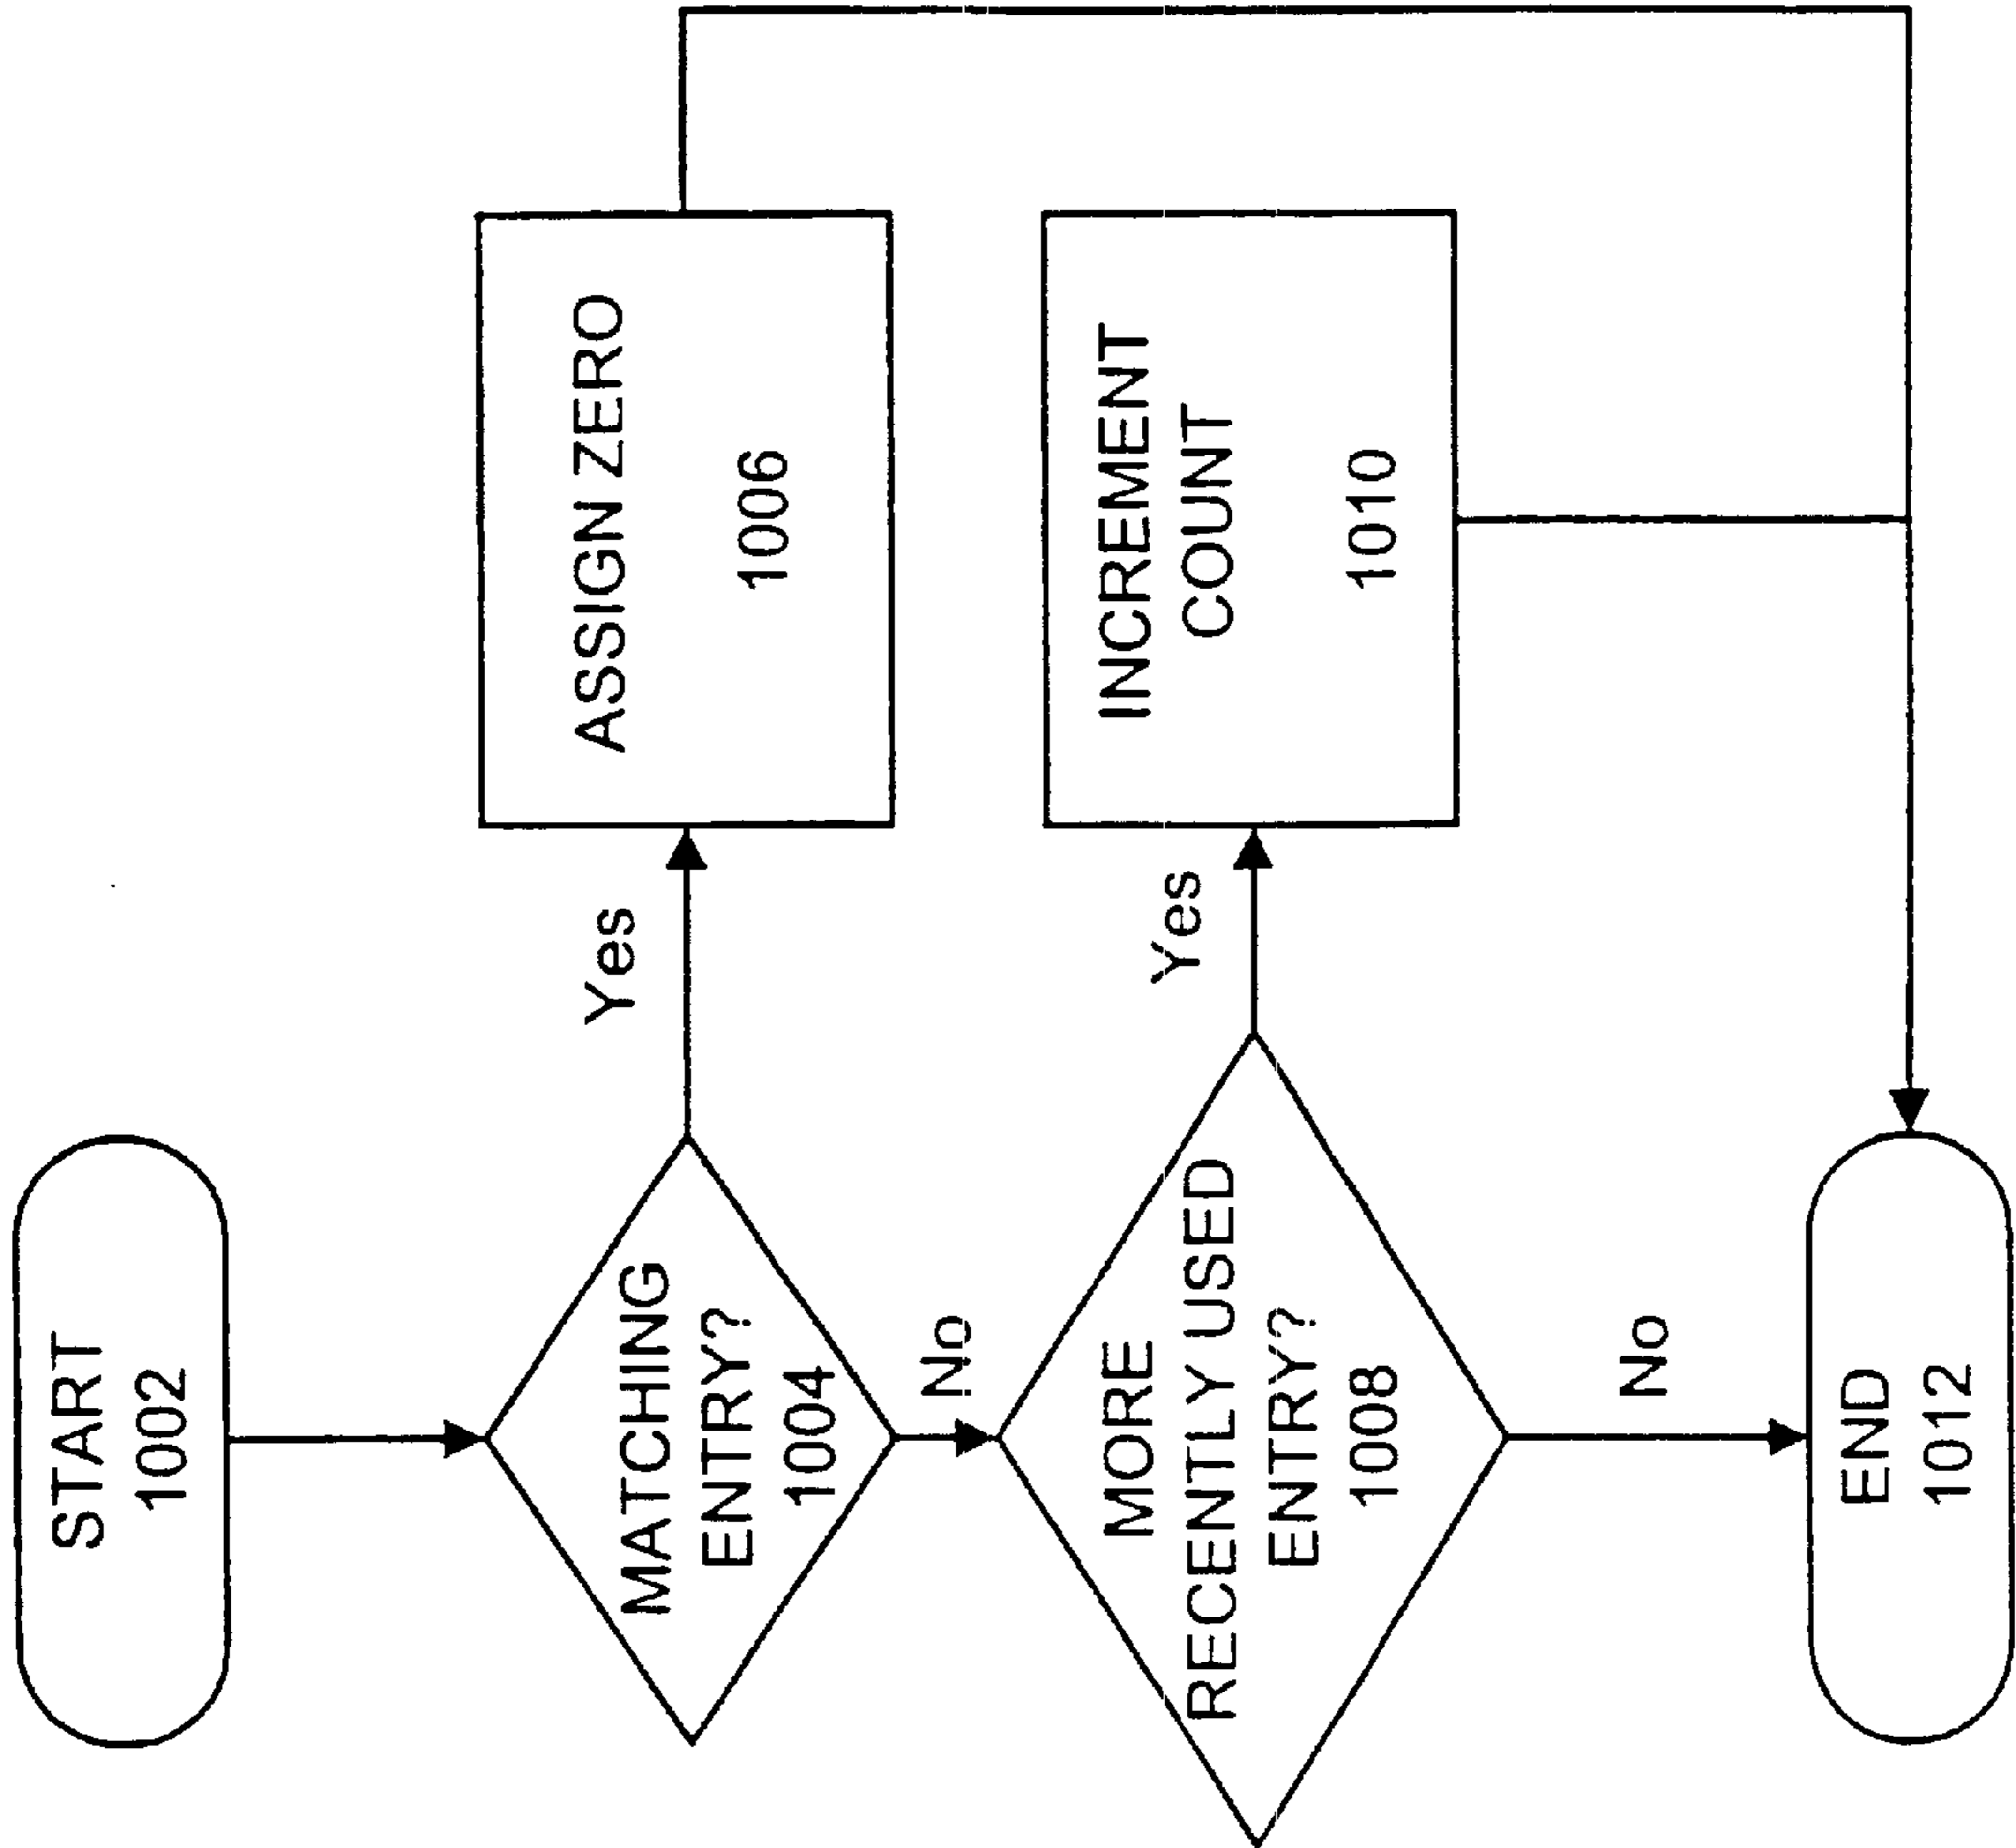 START
1002
MATCHING
ENTRY?
1004
Yes
ASSIGN ZERO
1006
No
MORE
RECENTLY USED
ENTRY?
1008
Yes
INCREMENT
COUNT
1010
No
END
1012